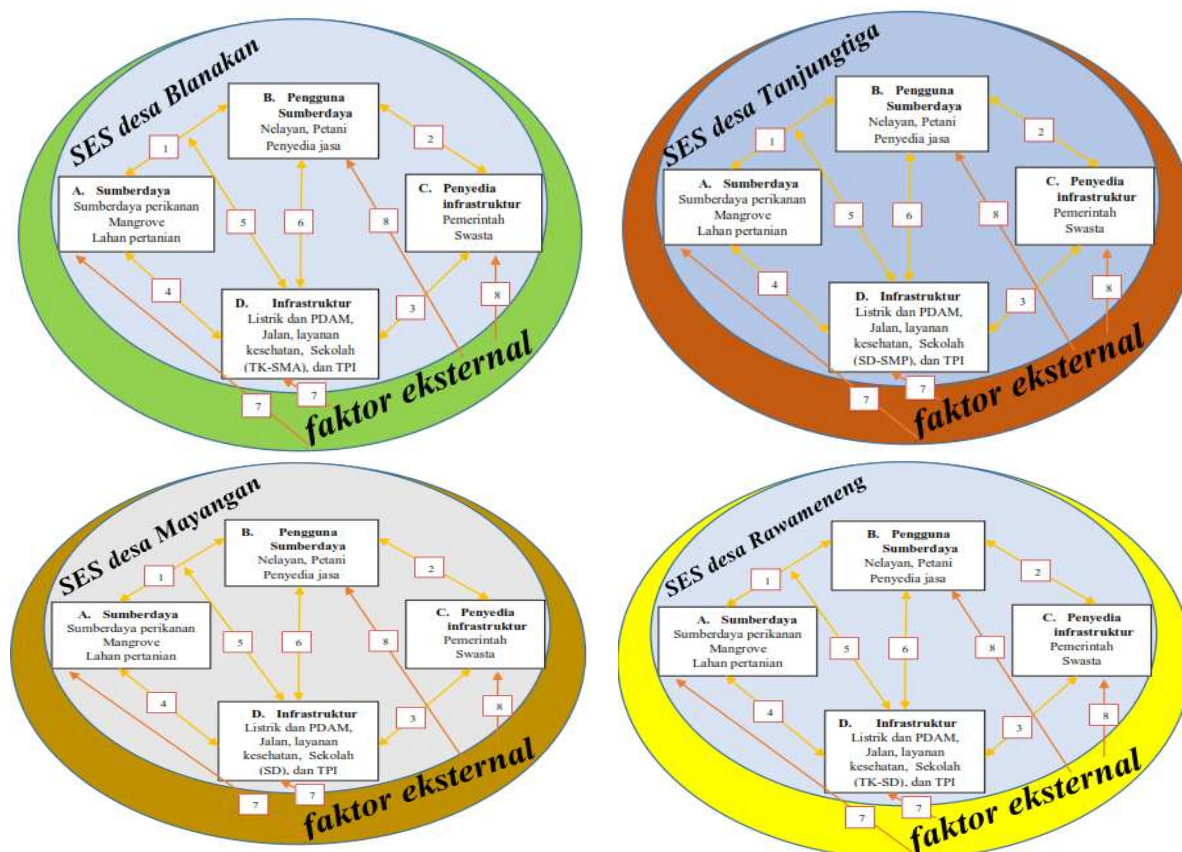 SES desa Blanakan
B. Pengguna
Sumberdaya
Nelayan, Petani
Penyedia jasa
1
2
A. Sumberdaya
Sumberdaya perikanan
Mangrove
Lahan pertanian
C. Penyedia
infrastruktur
Pemerintah
Swasta
5
6
8
4
3
8
D. Infrastruktur
Listrik dan PDAM,
Jalan, layanan
kesehatan, Sekolah
(TK-SMA), dan TPI
7
7
faktor eksternal
SES desa Tanjungtiga
B. Pengguna
Sumberdaya
Nelayan, Petani
Penyedia jasa
1
2
A. Sumberdaya
Sumberdaya perikanan
Mangrove
Lahan pertanian
C. Penyedia
infrastruktur
Pemerintah
Swasta
5
6
8
4
3
8
D. Infrastruktur
Listrik dan PDAM,
Jalan, layanan
kesehatan, Sekolah
(SD-SMP), dan TPI
7
7
faktor eksternal
SES desa Mayangan
B. Pengguna
Sumberdaya
Nelayan, Petani
Penyedia jasa
1
2
A. Sumberdaya
Sumberdaya perikanan
Mangrove
Lahan pertanian
C. Penyedia
infrastruktur
Pemerintah
Swasta
5
6
8
4
3
8
D. Infrastruktur
Listrik dan PDAM,
Jalan, layanan
kesehatan, Sekolah
(SD), dan TPI
7
7
faktor eksternal
SES desa Rawameneng
B. Pengguna
Sumberdaya
Nelayan, Petani
Penyedia jasa
1
2
A. Sumberdaya
Sumberdaya perikanan
Mangrove
Lahan pertanian
C. Penyedia
infrastruktur
Pemerintah
Swasta
5
6
8
4
3
8
D. Infrastruktur
Listrik dan PDAM,
Jalan, layanan
kesehatan, Sekolah
(TK-SD), dan TPI
7
7
faktor eksternal